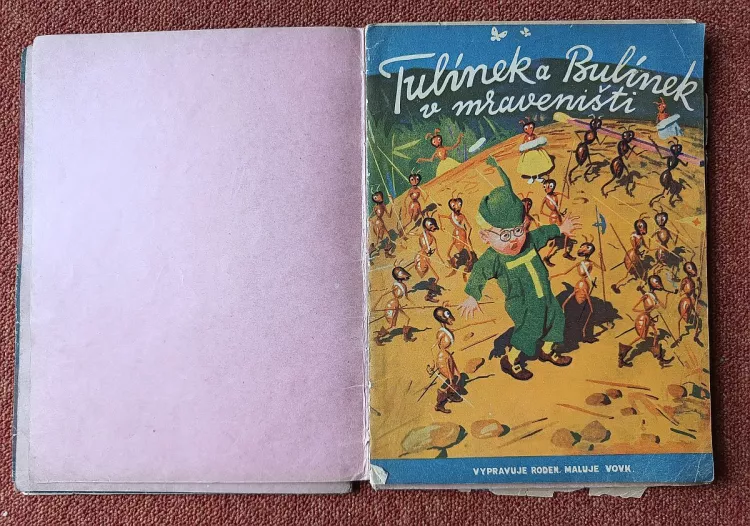 Tulínek a Bulínek
v mraveništi
T
VYPRAVUJE RODEN. MALUJE VOVK.